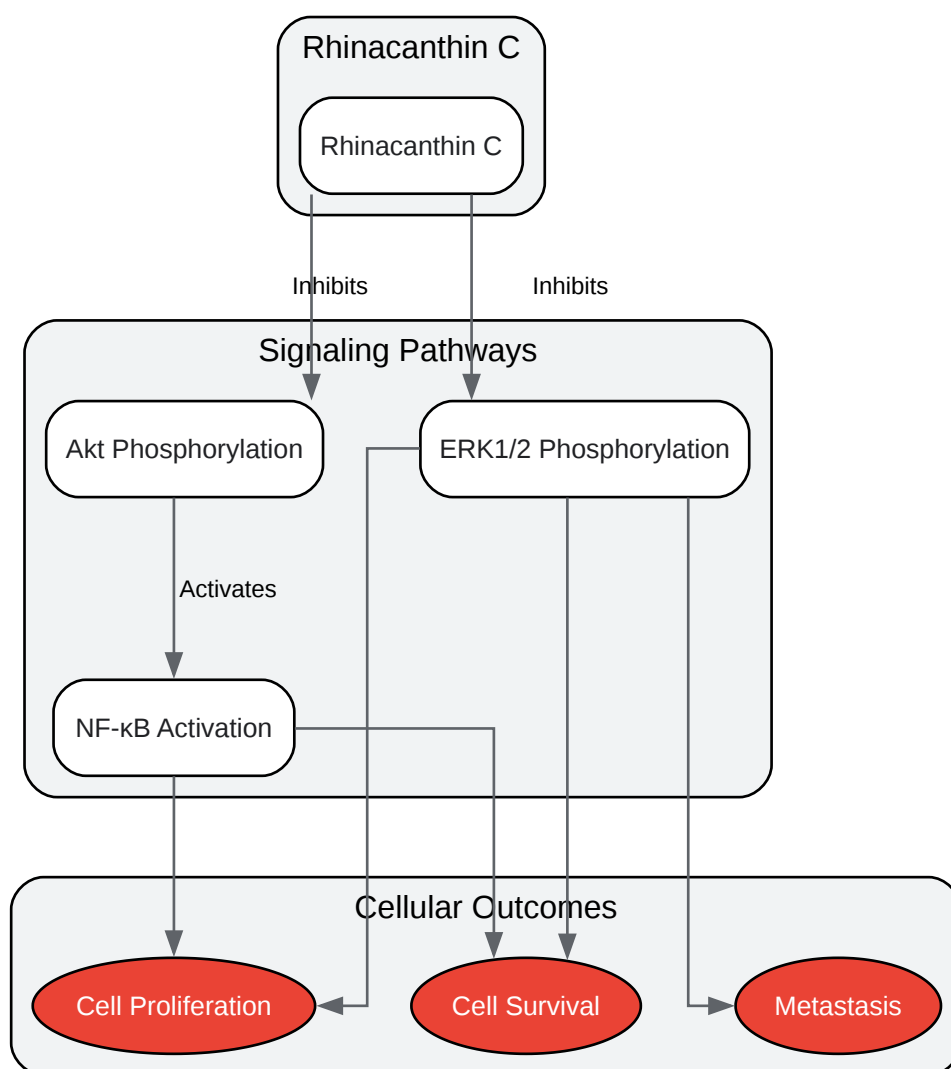 Rhinacanthin C
Rhinacanthin C
Inhibits
Inhibits
Signaling Pathways
Akt Phosphorylation
ERK1/2 Phosphorylation
Activates
NF-κB Activation
Cellular Outcomes
Cell Proliferation
Cell Survival
Metastasis